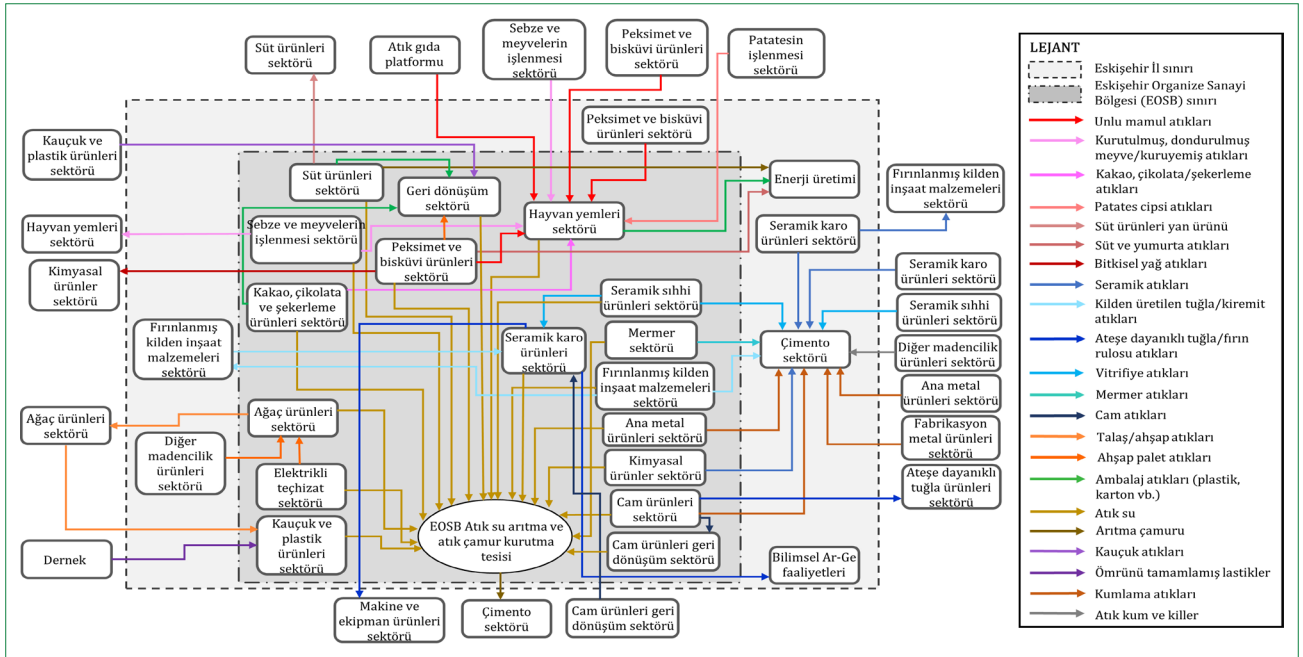 Süt ürünleri
sektörü
Atık gıda
platformu
Sebze ve
meyvelerin
işlenmesi
sektörü
Peksimet ve
bisküvi ürünleri
sektörü
Patatesin
işlenmesi
sektörü
Peksimet ve bisküvi
ürünleri sektörü
Kauçuk ve
plastik ürünleri
sektörü
Süt ürünleri
sektörü
Geri dönüşüm
sektörü
Enerji üretimi
Fırınlanmış kilden
inşaat malzemeleri
sektörü
Hayvan yemleri
sektörü
Sebze ve meyvelerin
işlenmesi sektörü
Hayvan yemleri
sektörü
Seramik karo
ürünleri sektörü
Peksimet ve
bisküvi ürünleri
sektörü
Kimyasal
ürünler sektörü
Seramik karo
ürünleri sektörü
Kakao, çikolata
ve şekerleme
ürünleri sektörü
Seramik sıhhi
ürünleri sektörü
Seramik sıhhi
ürünleri sektörü
Fırınlanmış
kilden inşaat
malzemeleri
sektörü
Seramik karo
ürünleri
sektörü
Mermer
sektörü
Çimento
sektörü
Diğer madencilik
ürünleri sektörü
Fırınlanmış kilden
inşaat malzemeleri
sektörü
Ana metal
ürünleri sektörü
Ağaç ürünleri
sektörü
Ağaç ürünleri
sektörü
Ana metal
ürünleri sektörü
Fabrikasyon
metal ürünleri
sektörü
Diğer
madencilik
ürünleri
sektörü
Elektrikli
teçhizat
sektörü
Kimyasal
ürünler sektörü
Ateşe dayanıklı
tuğla ürünleri
sektörü
Cam ürünleri
sektörü
Kauçuk ve
plastik
ürünleri
sektörü
EOSB Atık su arıtma ve
atık çamur kurutma
tesisi
Cam ürünleri geri
dönüşüm sektörü
Dernek
Bilimsel Ar-Ge
faaliyetleri
Makine ve
ekipman ürünleri
sektörü
Çimento
sektörü
Cam ürünleri geri
dönüşüm sektörü
LEJANT
Eskişehir İl sınırı
Eskişehir Organize Sanayi
Bölgesi (EOSB) sınırı
Unlu mamul atıkları
Kurutulmuş, dondurulmuş
meyve/kuruyemiş atıkları
Kakao, çikolata/şekerleme
atıkları
Patates cipsi atıkları
Süt ürünleri yan ürünü
Süt ve yumurta atıkları
Bitkisel yağ atıkları
Seramik atıkları
Kilden üretilen tuğla/kiremit
atıkları
Ateşe dayanıklı tuğla/fırın
rulosu atıkları
Vitrifiye atıkları
Mermer atıkları
Cam atıkları
Talaş/ahşap atıkları
Ahşap palet atıkları
Ambalaj atıkları (plastik,
karton vb.)
Atık su
Arıtma çamuru
Kauçuk atıkları
Ömrünü tamamlamış lastikler
Kumlama atıkları
Atık kum ve killer